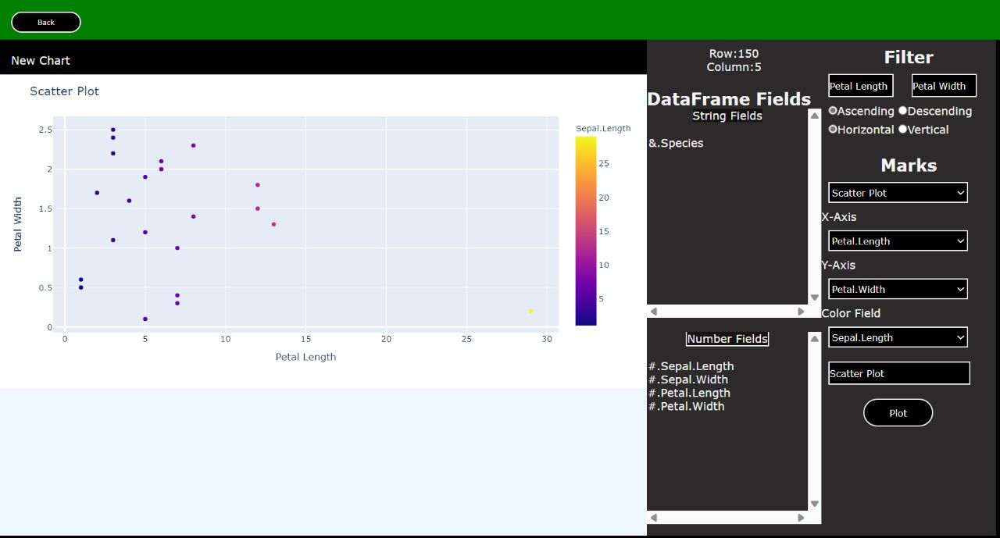 Back
New Chart
Scatter Plot
Sepal.Length
2.5
2
1.5
1
0.5
0
Petal Width
0
5
10
15
20
25
30
Petal Length
25
20
15
10
5
Row:150
Column:5
DataFrame Fields
String Fields
&.Species
Number Fields
#.Sepal.Length
#.Sepal.Width
#.Petal.Length
#.Petal.Width
Filter
Petal Length Petal Width
Ascending Descending
Horizontal Vertical
Marks
Scatter Plot
X-Axis
Petal.Length
Y-Axis
Petal.Width
Color Field
Sepal.Length
Scatter Plot
Plot